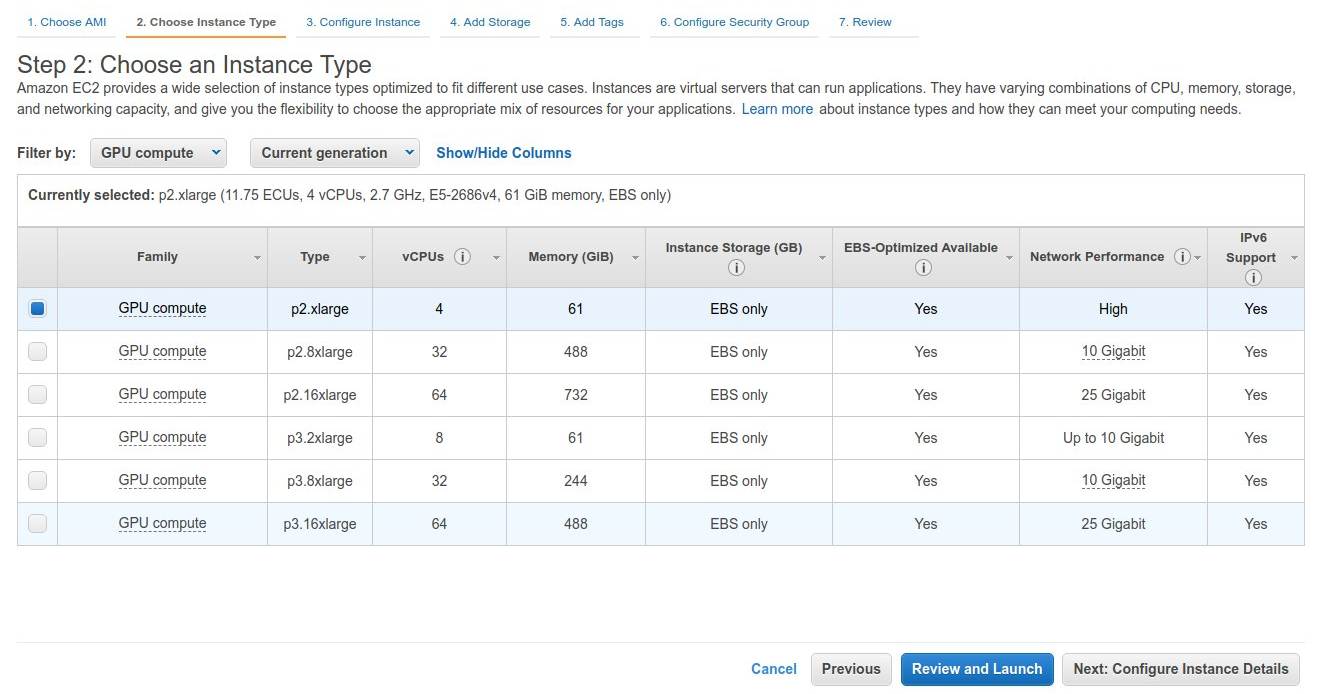 1. Choose AMI 2. Choose Instance Type 3. Configure Instance 4. Add Storage 5. Add Tags 6. Configure Security Group 7. Review
Step 2: Choose an Instance Type
Amazon EC2 provides a wide selection of instance types optimized to fit different use cases. Instances are virtual servers that can run applications. They have varying combinations of CPU, memory, storage,
and networking capacity, and give you the flexibility to choose the appropriate mix of resources for your applications. Learn more about instance types and how they can meet your computing needs.
Filter by: GPU compute Current generation Show/Hide Columns
Currently selected: p2.xlarge (11.75 ECUs, 4 vCPUs, 2.7 GHz, E5-2686v4, 61 GiB memory, EBS only)
Family Type vCPUs i Memory (GiB) Instance Storage (GB) i EBS-Optimized Available i Network Performance i IPv6 Support i
GPU compute p2.xlarge 4 61 EBS only Yes High Yes
GPU compute p2.8xlarge 32 488 EBS only Yes 10 Gigabit Yes
GPU compute p2.16xlarge 64 732 EBS only Yes 25 Gigabit Yes
GPU compute p3.2xlarge 8 61 EBS only Yes Up to 10 Gigabit Yes
GPU compute p3.8xlarge 32 244 EBS only Yes 10 Gigabit Yes
GPU compute p3.16xlarge 64 488 EBS only Yes 25 Gigabit Yes
Cancel Previous Review and Launch Next: Configure Instance Details